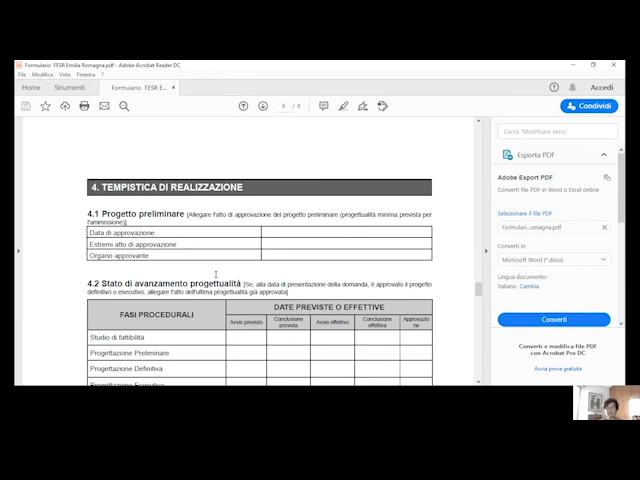 Formulario FESR Emilia Romagna.pdf - Adobe Acrobat Reader DC
File Modifica Vista Finestra ?
Home Strumenti Formulario FESR E... × Accedi
6 / 8 Condividi
Cerca 'Modificare testo'
Esporta PDF
Adobe Export PDF
Converti file PDF in Word o Excel online
Selezionare il file PDF
Formulari...omagna.pdf
Converti in
Microsoft Word (*.docx)
Lingua documento:
Italiano Cambia
Converti
Converti e modifica file PDF
con Acrobat Pro DC
Avvia prova gratuita
4. TEMPISTICA DI REALIZZAZIONE
4.1 Progetto preliminare [Allegare l'atto di approvazione del progetto preliminare (progettualità minima prevista per
l'ammissione)]
Data di approvazione
Estremi atto di approvazione
Organo approvante
4.2 Stato di avanzamento progettualità [Se, alla data di presentazione della domanda, è approvato il progetto
definitivo o esecutivo, allegare l'atto dell'ultima progettualità già approvata]
FASI PROCEDURALI
DATE PREVISTE O EFFETTIVE
Avvio previsto
Conclusione prevista
Avvio effettivo
Conclusione effettiva
Approvazio ne
Studio di fattibilità
Progettazione Preliminare
Progettazione Definitiva
Progettazione Esecutiva